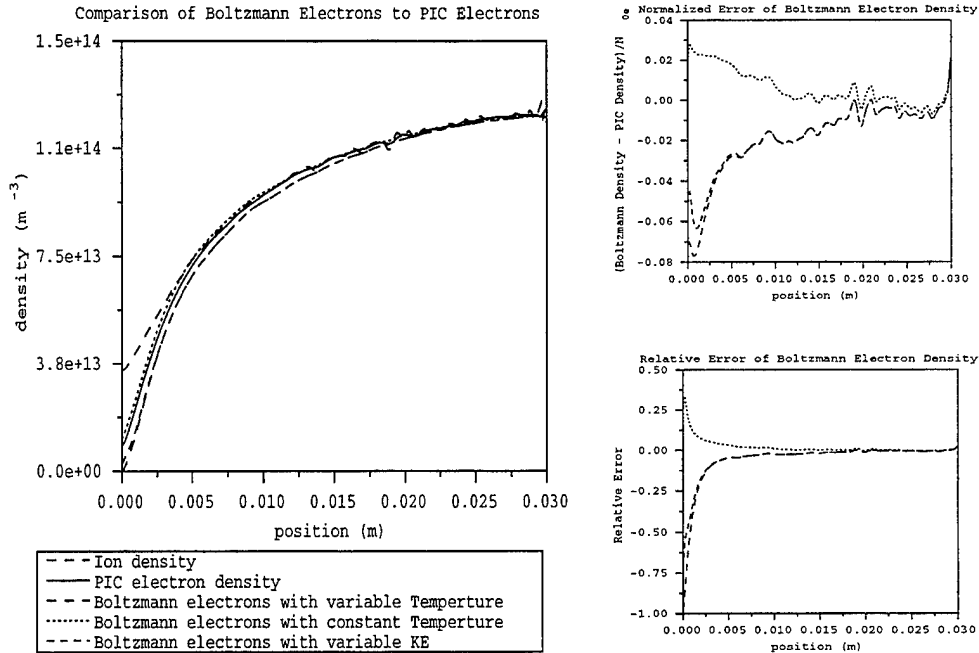 Comparison of Boltzmann Electrons to PIC Electrons
1.5e+14
1.1e+14
7.5e+13
3.8e+13
0.0e+00
density (m⁻³)
0.000 0.005 0.010 0.015 0.020 0.025 0.030
position (m)
Ion density
PIC electron density
Boltzmann electrons with variable Temperture
Boltzmann electrons with constant Temperture
Boltzmann electrons with variable KE
Normalized Error of Boltzmann Electron Density
(Boltzmann Density - PIC Density)/N0e
0.04
0.02
0.00
-0.02
-0.04
-0.06
-0.08
0.000 0.005 0.010 0.015 0.020 0.025 0.030
position (m)
Relative Error of Boltzmann Electron Density
Relative Error
0.50
0.25
0.00
-0.25
-0.50
-0.75
-1.00
0.000 0.005 0.010 0.015 0.020 0.025 0.030
position (m)